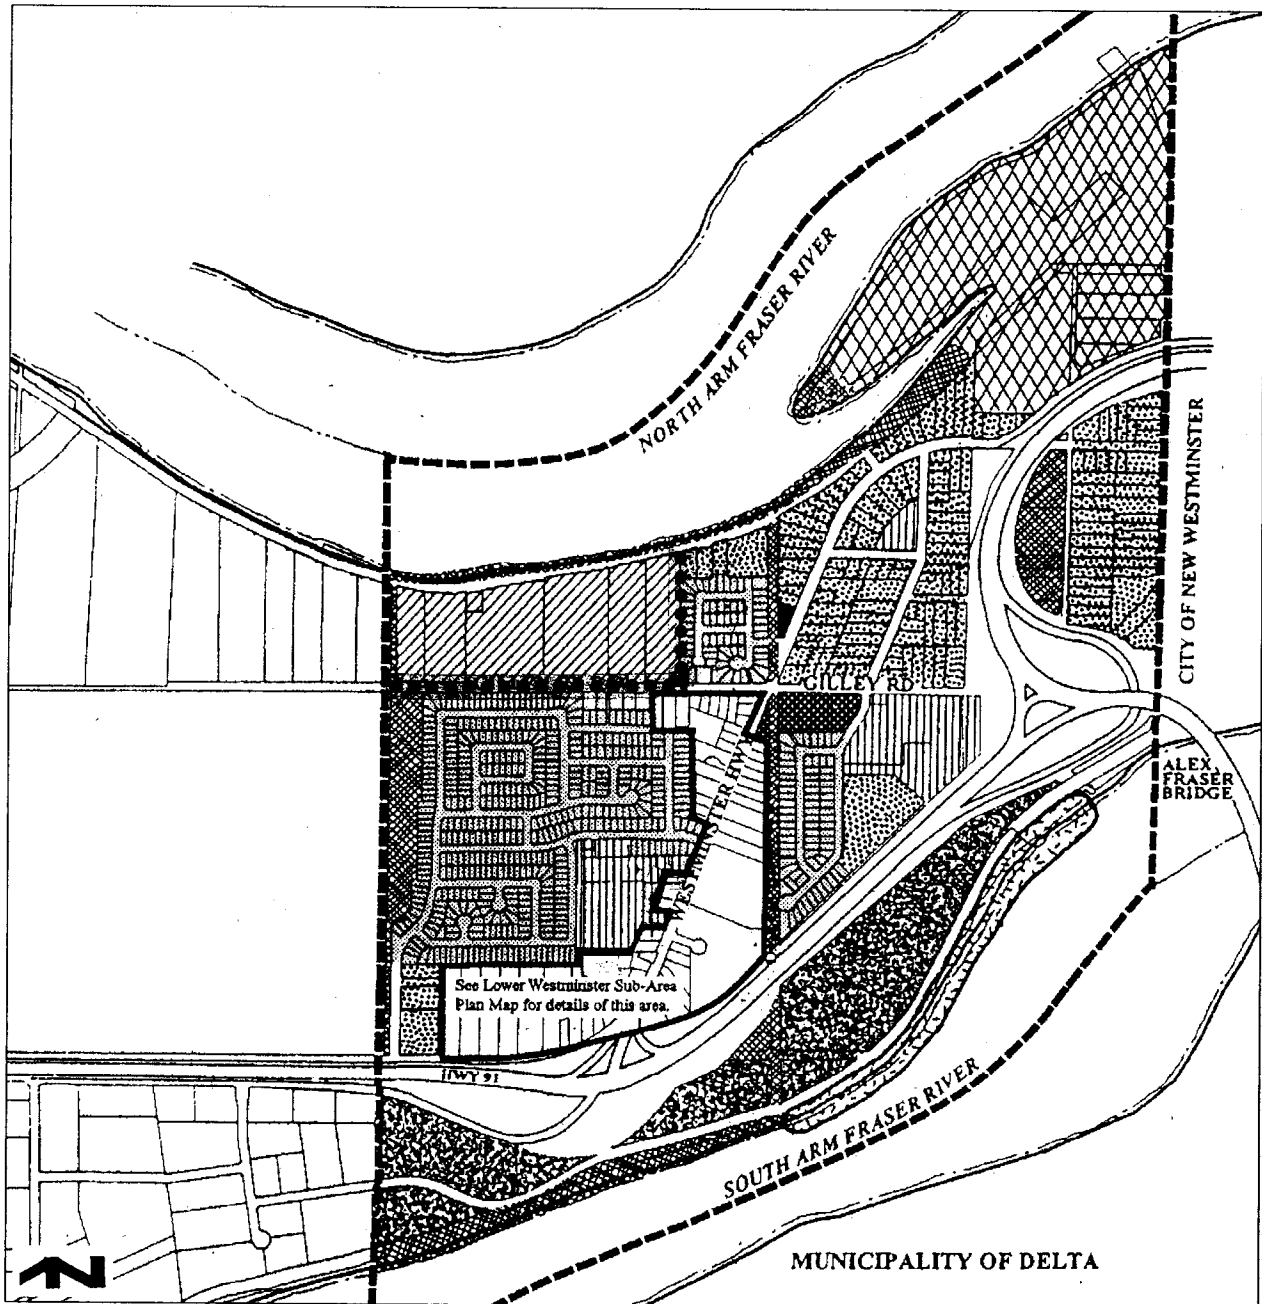 NORTH ARM FRASER RIVER
CITY OF NEW WESTMINSTER
GILLEY RD
WESTMINSTER HWY
ALEX
FRASER
BRIDGE
See Lower Westminster Sub-Area
Plan Map for details of this area.
HWY 91
SOUTH ARM FRASER RIVER
MUNICIPALITY OF DELTA
N